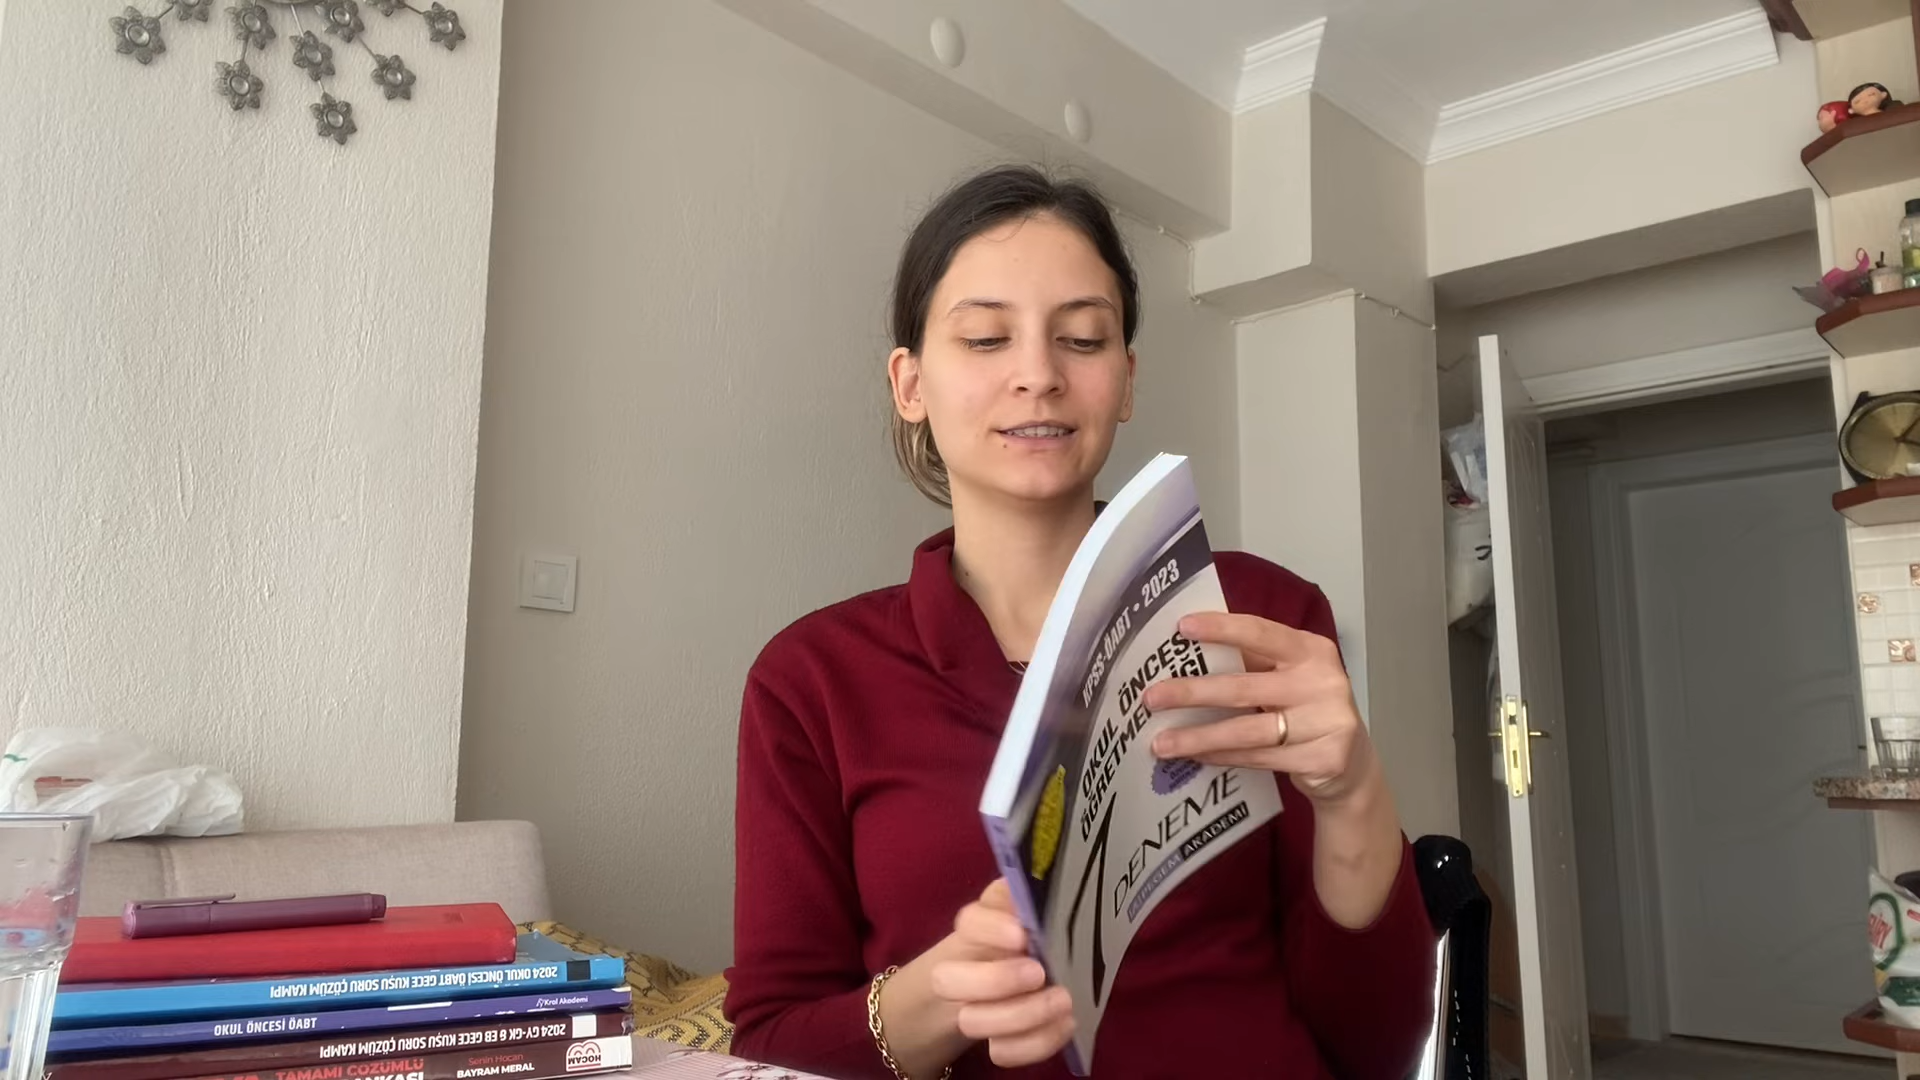 KPSS-ÖABT • 2023
OKUL ÖNCESİ
DENEME
PEGEM AKADEMİ
2024 OKUL ÖNCESİ ÖABT GECE KUŞU SORU ÇÖZÜM KAMPI
Kral Akademi
OKUL ÖNCESİ ÖABT
2024 GY-GK & EB GECE KUŞU SORU ÇÖZÜM KAMPI
TAMAMI ÇÖZÜMLÜ
Senin Hocan
BAYRAM MERAL
HOCAM